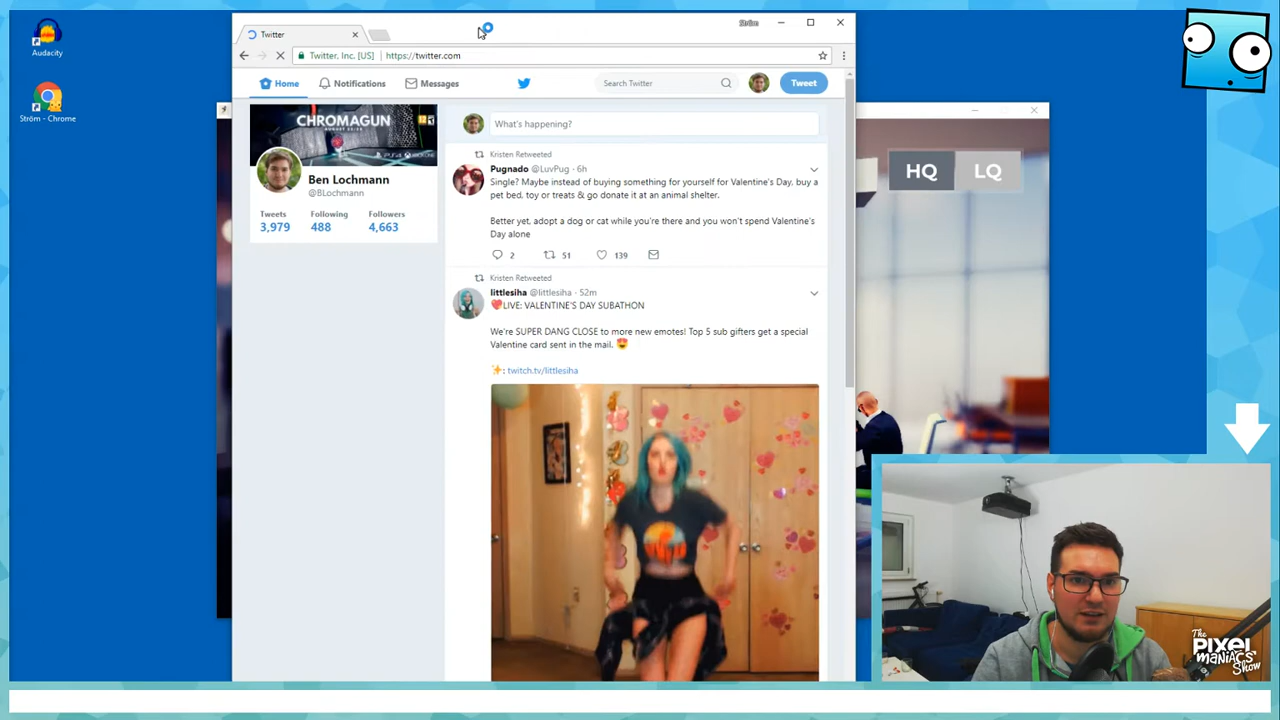 Audacity
Ström - Chrome
Twitter
Ström
Twitter, Inc. [US]
https://twitter.com
Home
Notifications
Messages
Search Twitter
Tweet
CHROMAGUN
Ben Lochmann
@BLochmann
Tweets
Following
Followers
3,979
488
4,663
What's happening?
Kristen Retweeted
Pugnado @LuvPug · 6h
Single? Maybe instead of buying something for yourself for Valentine's Day, buy a
pet bed, toy or treats & go donate it at an animal shelter.
Better yet, adopt a dog or cat while you're there and you won't spend Valentine's
Day alone
2
51
139
Kristen Retweeted
littlesiha @littlesiha · 52m
LIVE: VALENTINE'S DAY SUBATHON
We're SUPER DANG CLOSE to more new emotes! Top 5 sub gifters get a special
Valentine card sent in the mail.
: twitch.tv/littlesiha
HQ
LQ
The
PiXEL
MANiACS
Show